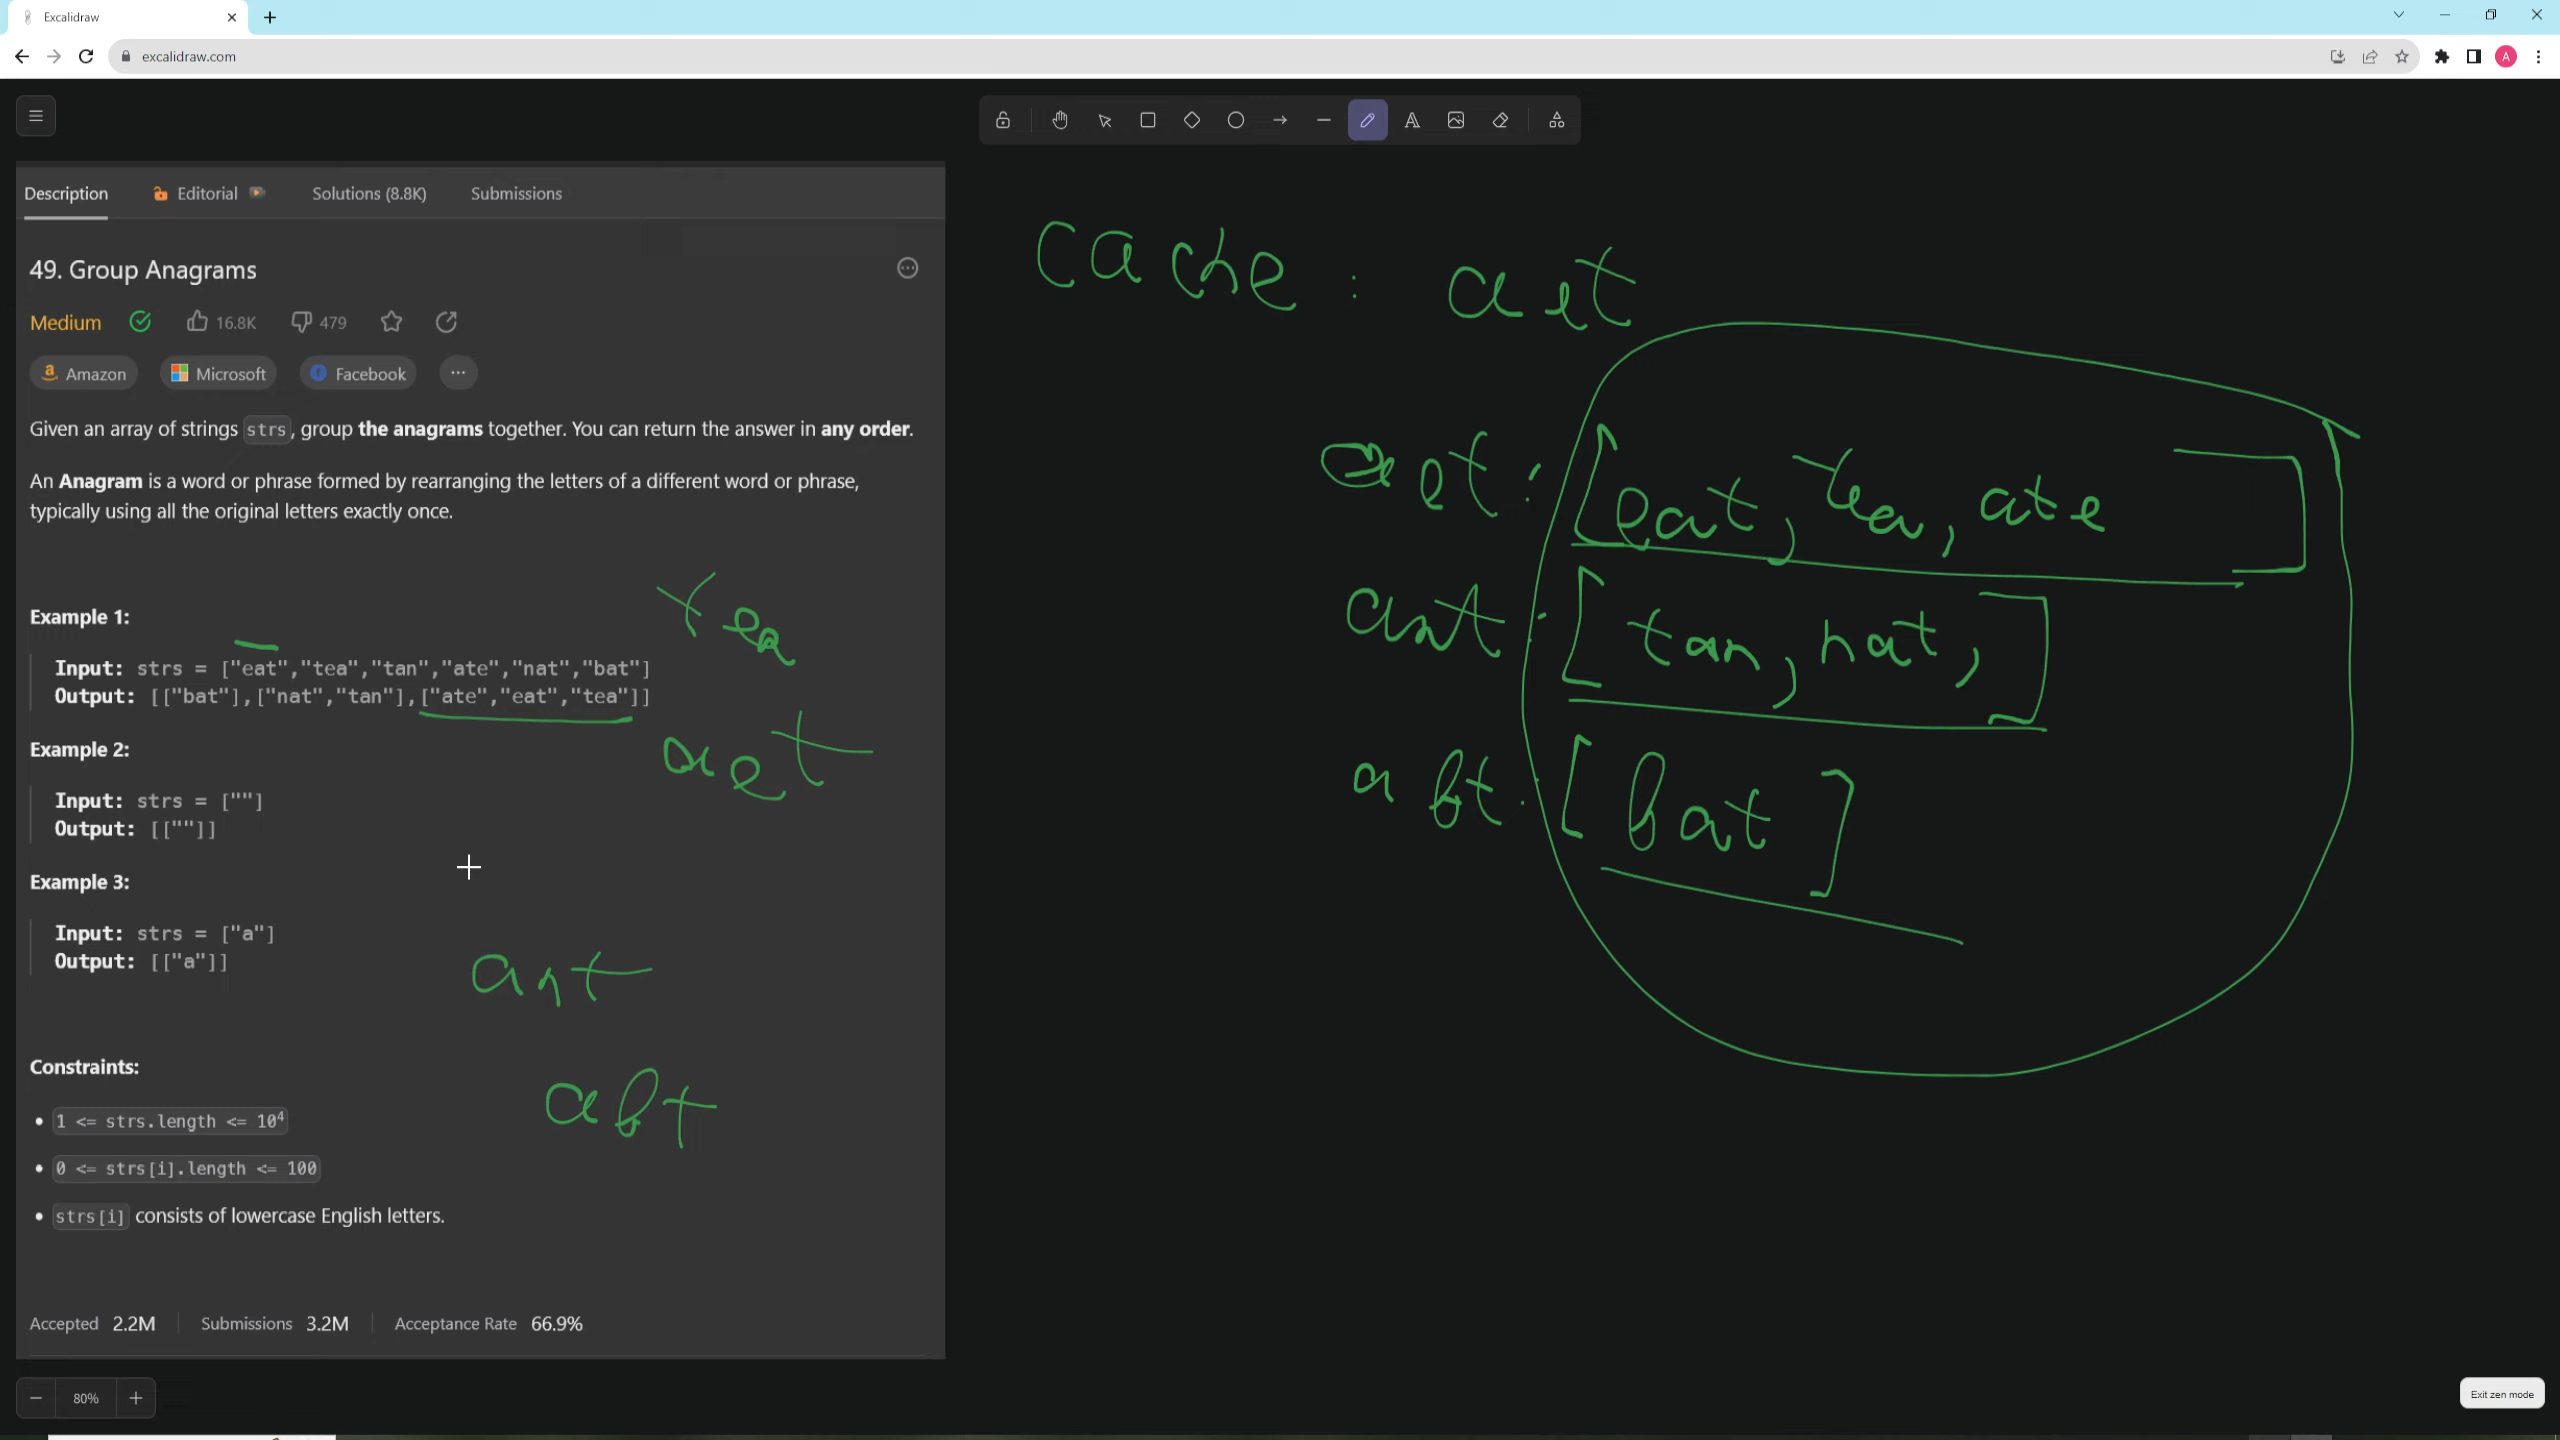 Excalidraw
excalidraw.com
A
Description Editorial Solutions (8.8K) Submissions
49. Group Anagrams
Medium 16.8K 479
Amazon Microsoft Facebook ...
Given an array of strings strs, group the anagrams together. You can return the answer in any order.
An Anagram is a word or phrase formed by rearranging the letters of a different word or phrase,
typically using all the original letters exactly once.
Example 1:
Input: strs = ["eat","tea","tan","ate","nat","bat"]
Output: [["bat"],["nat","tan"],["ate","eat","tea"]]
Example 2:
Input: strs = [""]
Output: [[""]]
Example 3:
Input: strs = ["a"]
Output: [["a"]]
Constraints:
• 1 <= strs.length <= 10⁴
• 0 <= strs[i].length <= 100
• strs[i] consists of lowercase English letters.
Accepted 2.2M Submissions 3.2M Acceptance Rate 66.9%
80%
tea
aet
ant
abt
cache : aet
aet : [eat, tea, ate ]
ant : [ tan, nat, ]
abt : [ bat ]
Exit zen mode